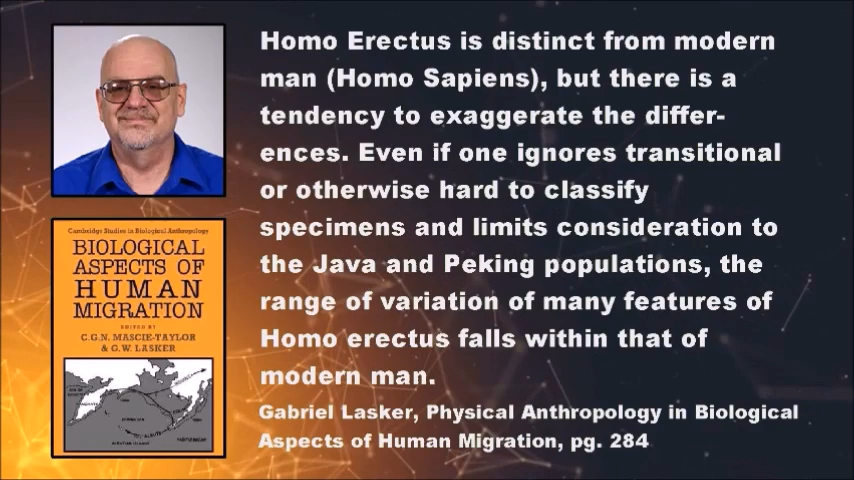 Homo Erectus is distinct from modern
man (Homo Sapiens), but there is a
tendency to exaggerate the differ-
ences. Even if one ignores transitional
or otherwise hard to classify
specimens and limits consideration to
the Java and Peking populations, the
range of variation of many features of
Homo erectus falls within that of
modern man.
Gabriel Lasker, Physical Anthropology in Biological
Aspects of Human Migration, pg. 284
Cambridge Studies in Biological Anthropology
BIOLOGICAL
ASPECTS OF
HUMAN
MIGRATION
EDITED BY
C.G.N. MASCIE-TAYLOR
& G.W. LASKER